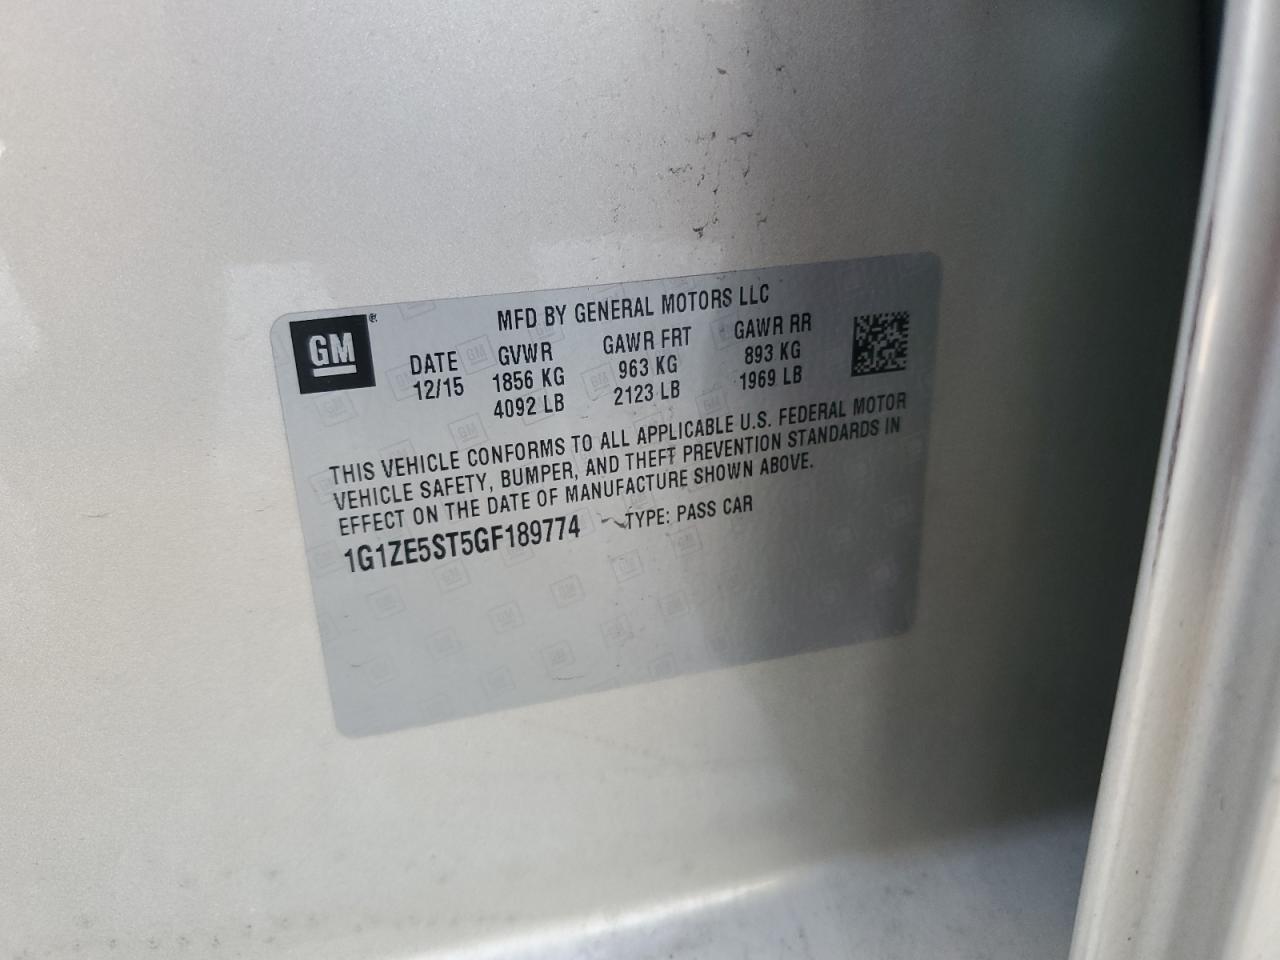 MFD BY GENERAL MOTORS LLC
GM®
DATE GVWR GAWR FRT GAWR RR
12/15 1856 KG 963 KG 893 KG
4092 LB 2123 LB 1969 LB
THIS VEHICLE CONFORMS TO ALL APPLICABLE U.S. FEDERAL MOTOR
VEHICLE SAFETY, BUMPER, AND THEFT PREVENTION STANDARDS IN
EFFECT ON THE DATE OF MANUFACTURE SHOWN ABOVE.
1G1ZE5ST5GF189774 TYPE: PASS CAR